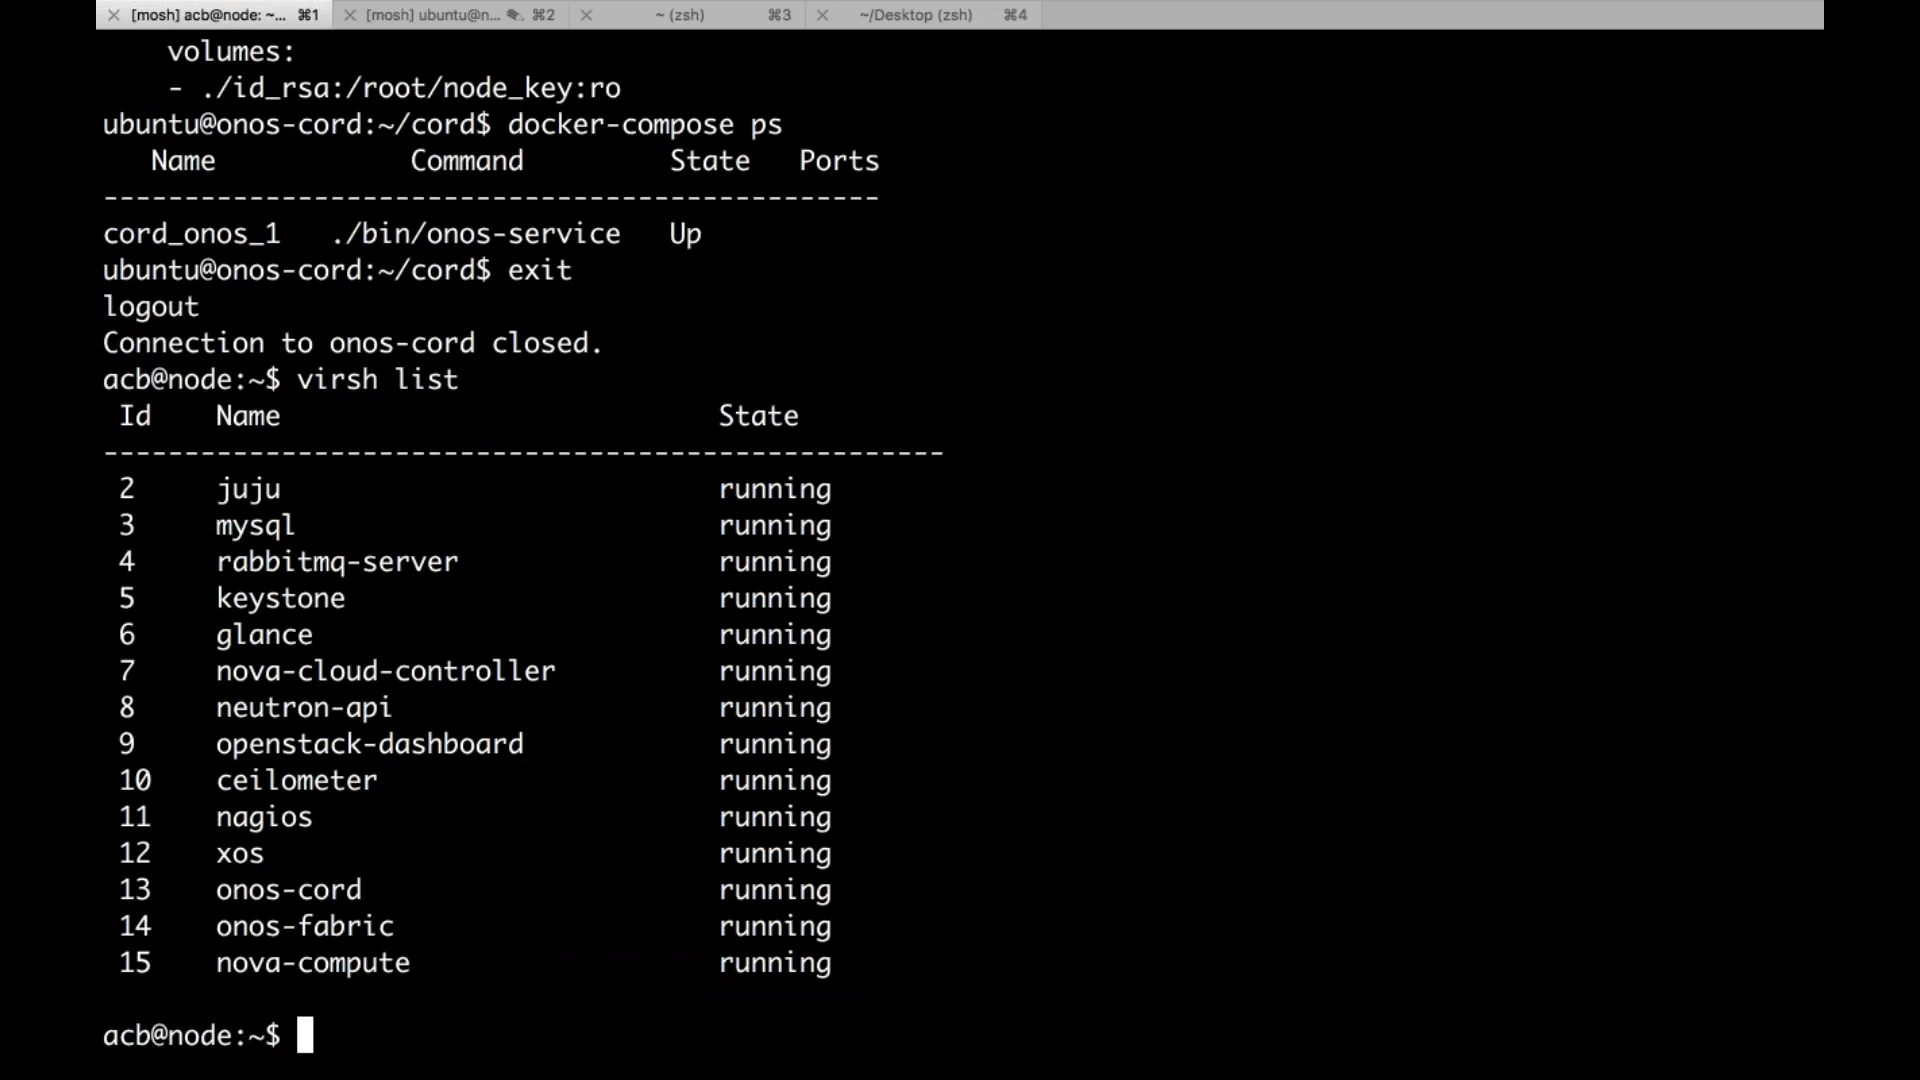 [mosh] acb@node: ~... ⌘1 [mosh] ubuntu@n... ⌘2 ~ (zsh) ⌘3 ~/Desktop (zsh) ⌘4
volumes:
- ./id_rsa:/root/node_key:ro
ubuntu@onos-cord:~/cord$ docker-compose ps
Name Command State Ports
------------------------------------------------
cord_onos_1 ./bin/onos-service Up
ubuntu@onos-cord:~/cord$ exit
logout
Connection to onos-cord closed.
acb@node:~$ virsh list
Id Name State
----------------------------------------------------
2 juju running
3 mysql running
4 rabbitmq-server running
5 keystone running
6 glance running
7 nova-cloud-controller running
8 neutron-api running
9 openstack-dashboard running
10 ceilometer running
11 nagios running
12 xos running
13 onos-cord running
14 onos-fabric running
15 nova-compute running
acb@node:~$